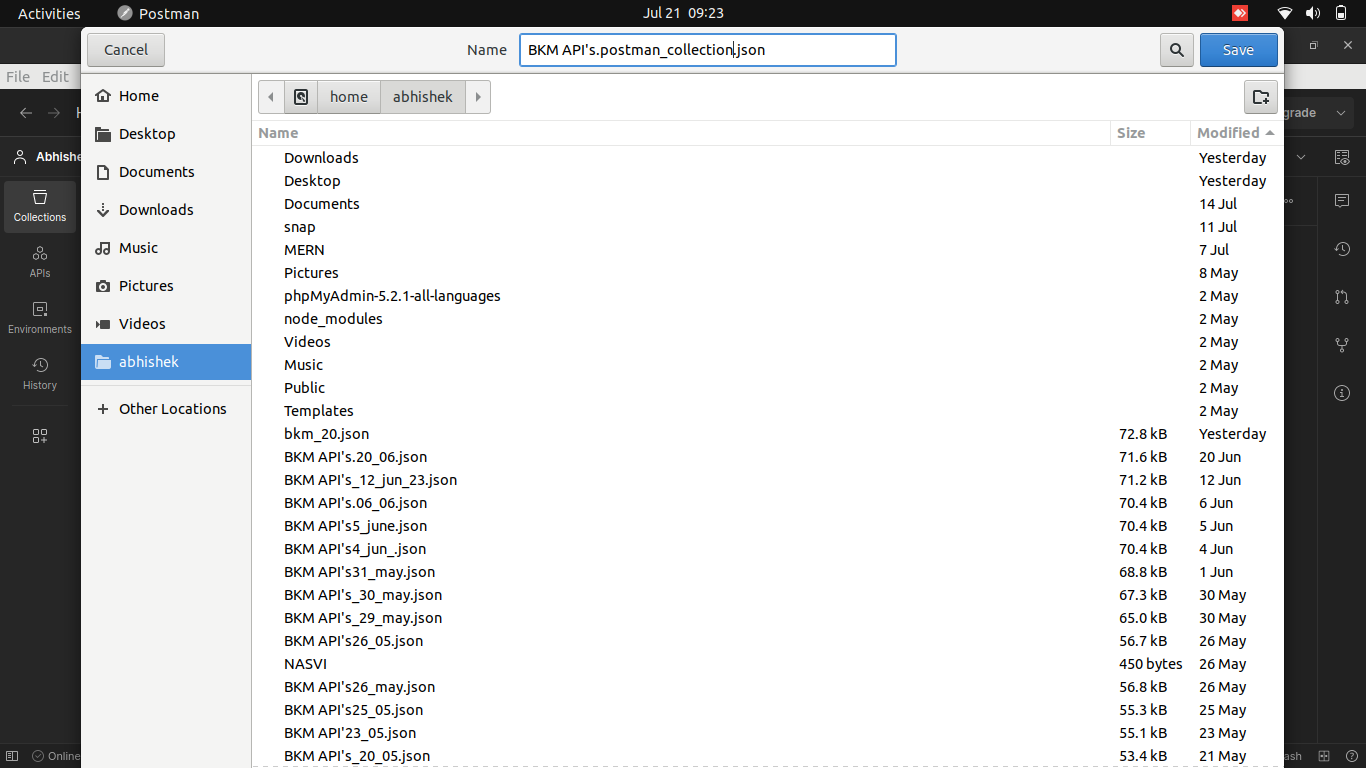 Activities Postman Jul 21 09:23
Cancel Name BKM API's.postman_collection.json Save
File Edit
home abhishek
grade
Name Size Modified
Abhishe
Collections
APIs
Environments
History
Home
Desktop
Documents
Downloads
Music
Pictures
Videos
abhishek
Other Locations
Downloads Yesterday
Desktop Yesterday
Documents 14 Jul
snap 11 Jul
MERN 7 Jul
Pictures 8 May
phpMyAdmin-5.2.1-all-languages 2 May
node_modules 2 May
Videos 2 May
Music 2 May
Public 2 May
Templates 2 May
bkm_20.json 72.8 kB Yesterday
BKM API's.20_06.json 71.6 kB 20 Jun
BKM API's_12_jun_23.json 71.2 kB 12 Jun
BKM API's.06_06.json 70.4 kB 6 Jun
BKM API's5_june.json 70.4 kB 5 Jun
BKM API's4_jun_.json 70.4 kB 4 Jun
BKM API's31_may.json 68.8 kB 1 Jun
BKM API's_30_may.json 67.3 kB 30 May
BKM API's_29_may.json 65.0 kB 30 May
BKM API's26_05.json 56.7 kB 26 May
NASVI 450 bytes 26 May
BKM API's26_may.json 56.8 kB 26 May
BKM API's25_05.json 55.3 kB 25 May
BKM API'23_05.json 55.1 kB 23 May
BKM API's_20_05.json 53.4 kB 21 May
Online
ash